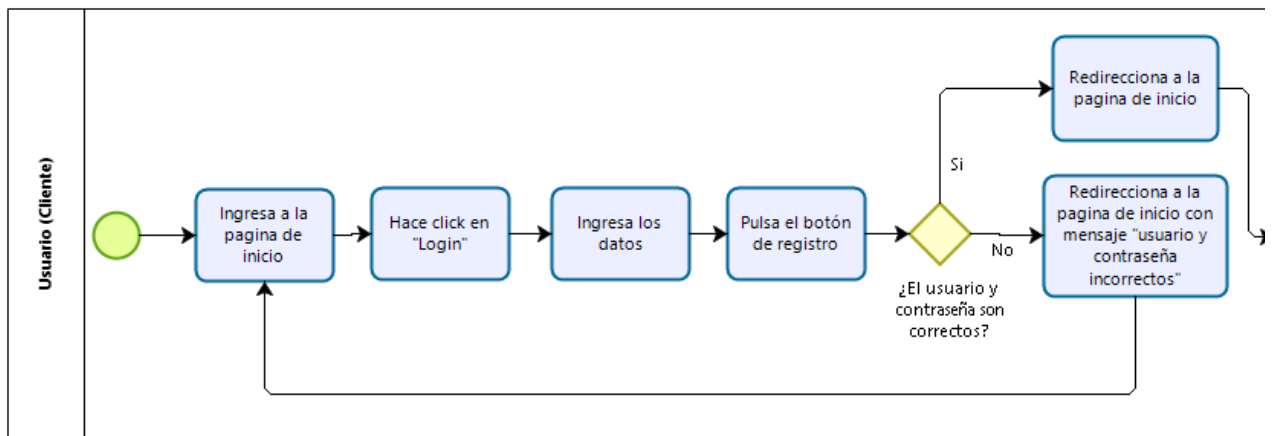 Usuario (Cliente)
Ingresa a la
pagina de
inicio
Hace click en
"Login"
Ingresa los
datos
Pulsa el botón
de registro
¿El usuario y
contraseña son
correctos?
Si
Redirecciona a la
pagina de inicio
No
Redirecciona a la
pagina de inicio con
mensaje "usuario y
contraseña
incorrectos"